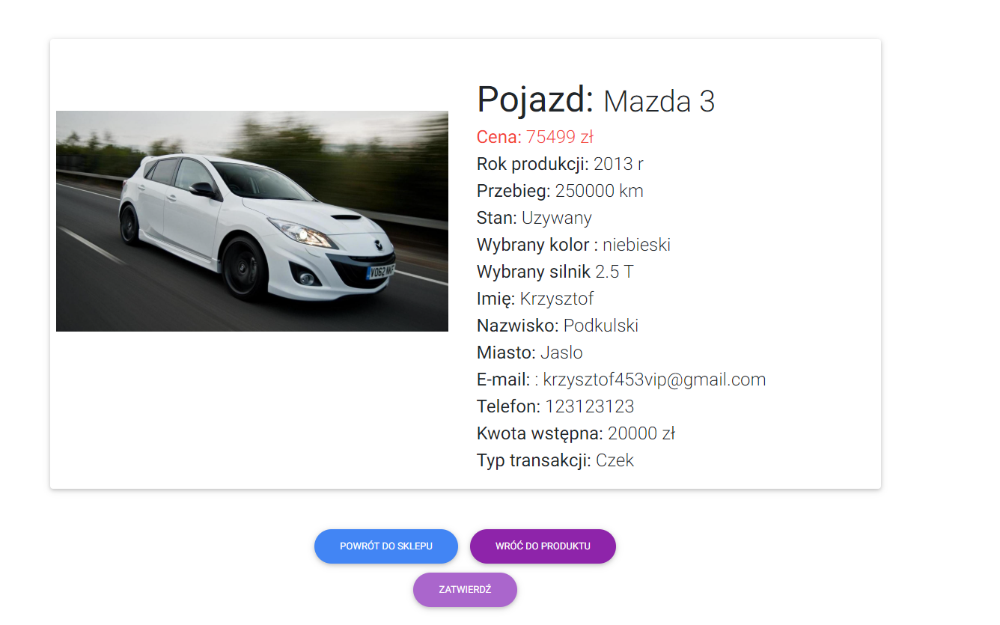 Pojazd: Mazda 3
Cena: 75499 zł
Rok produkcji: 2013 r
Przebieg: 250000 km
Stan: Uzywany
Wybrany kolor : niebieski
Wybrany silnik 2.5 T
Imię: Krzysztof
Nazwisko: Podkulski
Miasto: Jaslo
E-mail: : krzysztof453vip@gmail.com
Telefon: 123123123
Kwota wstępna: 20000 zł
Typ transakcji: Czek
POWRÓT DO SKLEPU
WRÓĆ DO PRODUKTU
ZATWIERDŹ